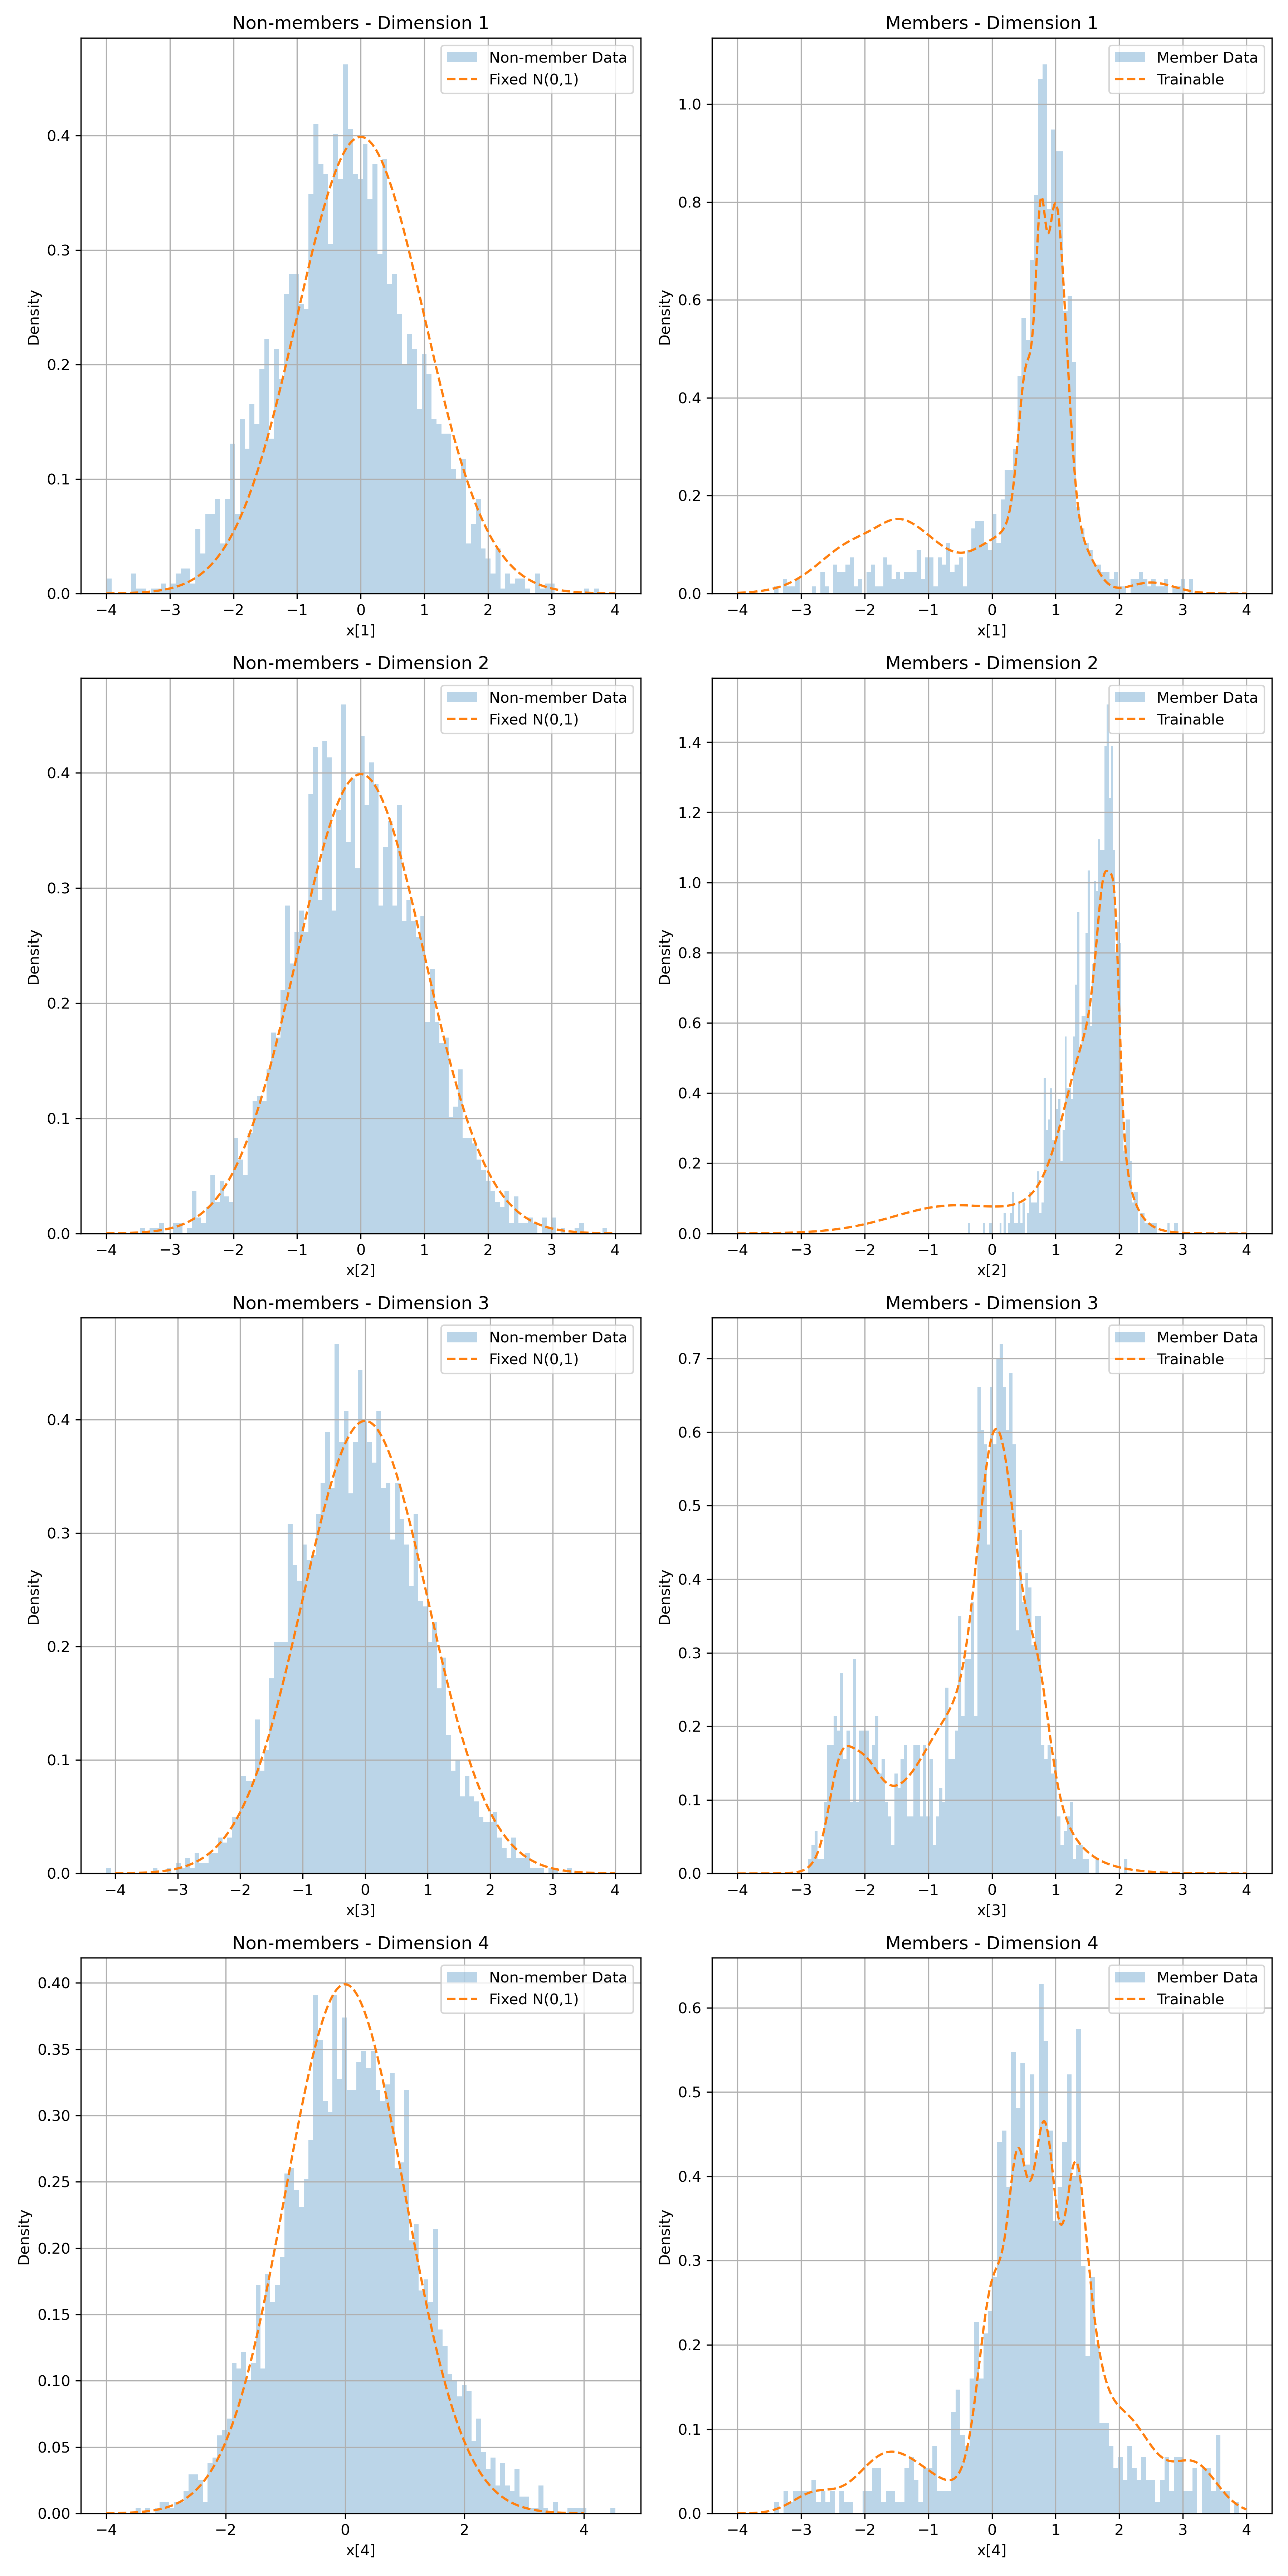 Non-members - Dimension 1
Non-member Data
Fixed N(0,1)
Density
0.4
0.3
0.2
0.1
0.0
−4 −3 −2 −1 0 1 2 3 4
x[1]
Members - Dimension 1
Member Data
Trainable
Density
1.0
0.8
0.6
0.4
0.2
0.0
−4 −3 −2 −1 0 1 2 3 4
x[1]
Non-members - Dimension 2
Non-member Data
Fixed N(0,1)
Density
0.4
0.3
0.2
0.1
0.0
−4 −3 −2 −1 0 1 2 3 4
x[2]
Members - Dimension 2
Member Data
Trainable
Density
1.4
1.2
1.0
0.8
0.6
0.4
0.2
0.0
−4 −3 −2 −1 0 1 2 3 4
x[2]
Non-members - Dimension 3
Non-member Data
Fixed N(0,1)
Density
0.4
0.3
0.2
0.1
0.0
−4 −3 −2 −1 0 1 2 3 4
x[3]
Members - Dimension 3
Member Data
Trainable
Density
0.7
0.6
0.5
0.4
0.3
0.2
0.1
0.0
−4 −3 −2 −1 0 1 2 3 4
x[3]
Non-members - Dimension 4
Non-member Data
Fixed N(0,1)
Density
0.40
0.35
0.30
0.25
0.20
0.15
0.10
0.05
0.00
−4 −2 0 2 4
x[4]
Members - Dimension 4
Member Data
Trainable
Density
0.6
0.5
0.4
0.3
0.2
0.1
0.0
−4 −3 −2 −1 0 1 2 3 4
x[4]